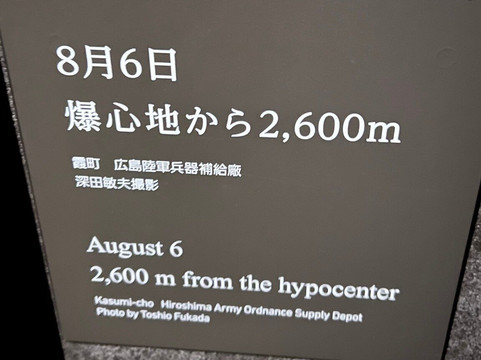 8月6日
爆心地から2,600m
霞町 広島陸軍兵器補給廠
深田敏夫撮影
August 6
2,600 m from the hypocenter
Kasumi-cho Hiroshima Army Ordnance Supply Depot
Photo by Toshio Fukada